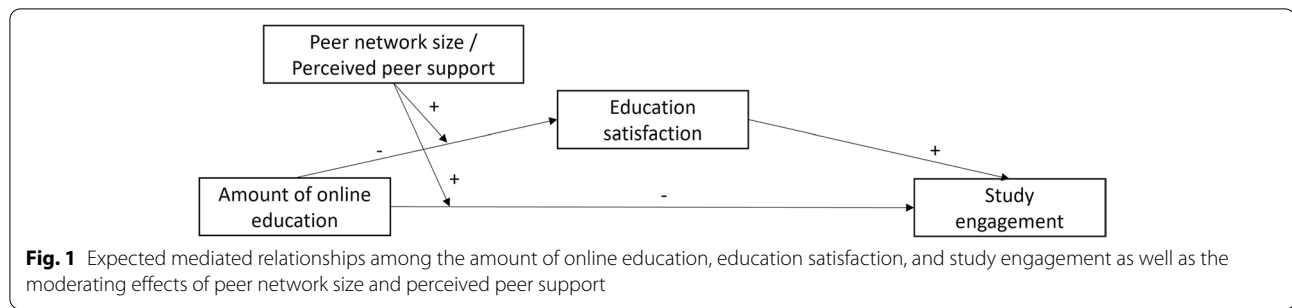 Peer network size /
Perceived peer support
+
Education
satisfaction
-
+
+
Amount of online
education
-
Study
engagement
Fig. 1 Expected mediated relationships among the amount of online education, education satisfaction, and study engagement as well as the
moderating effects of peer network size and perceived peer support